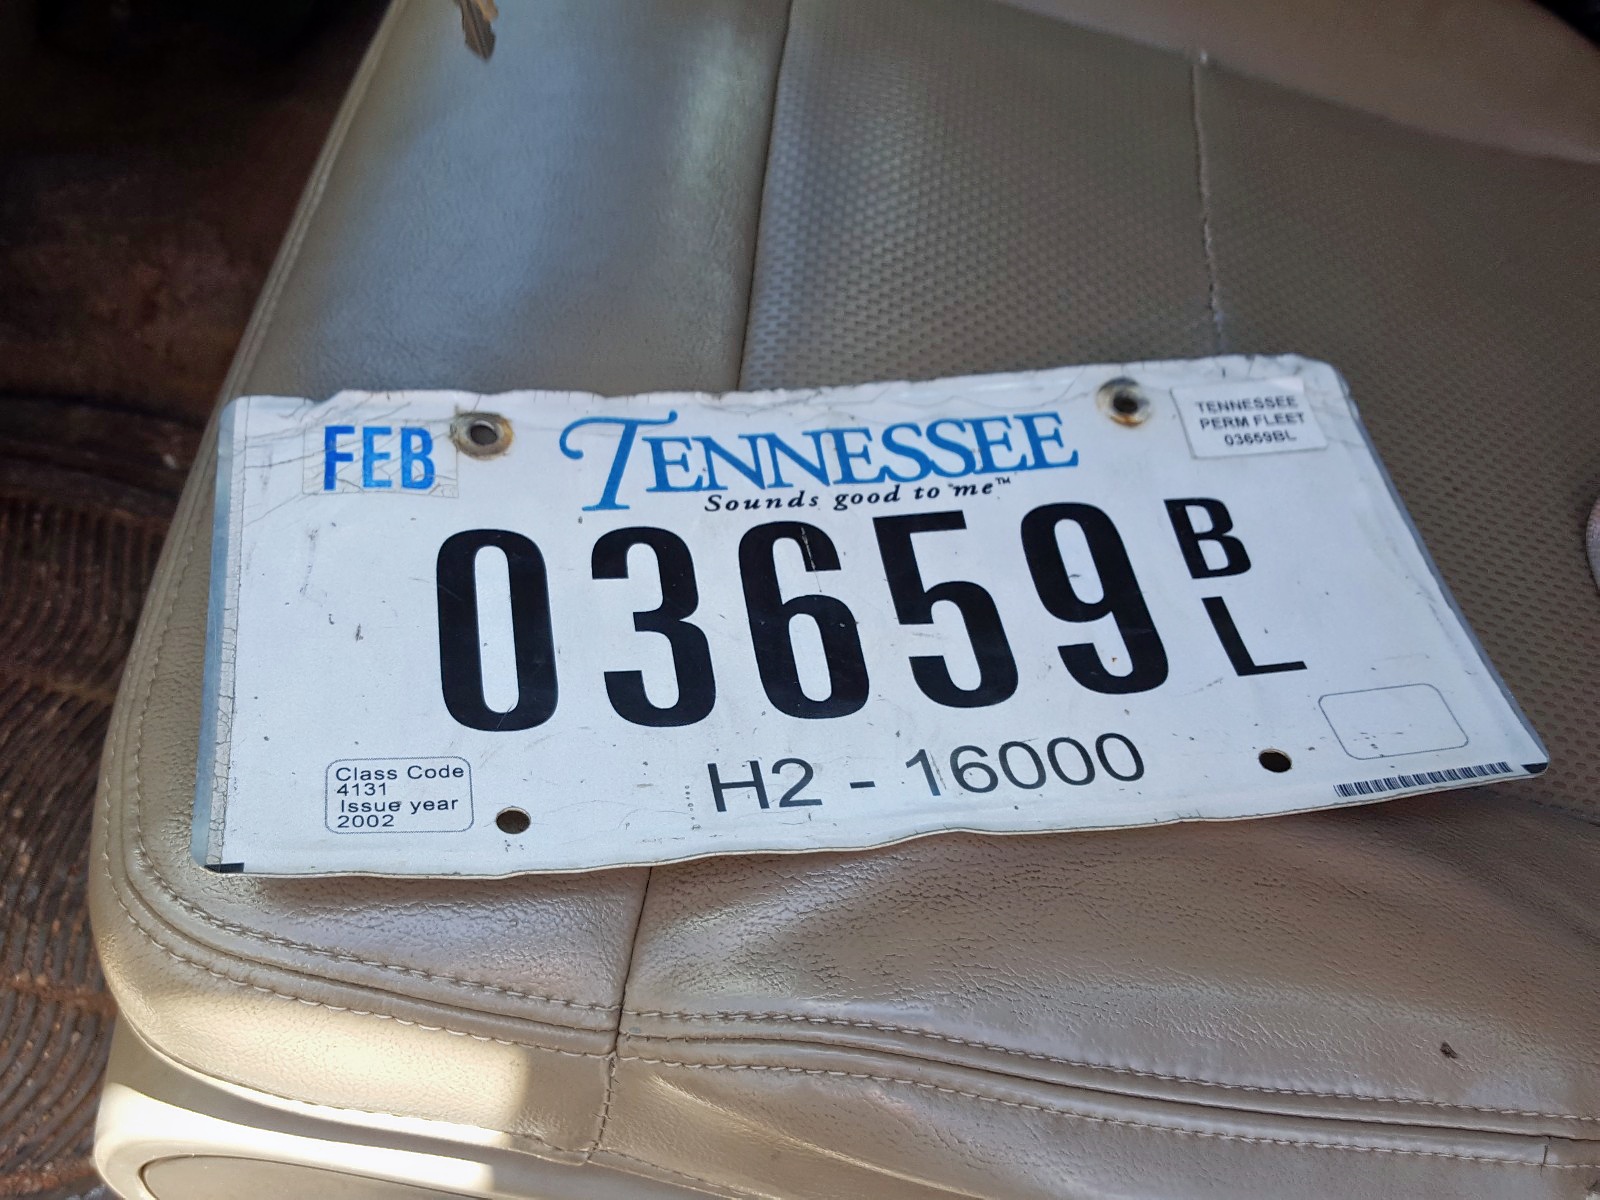 FEB
TENNESSEE
Sounds good to me™
TENNESSEE
PERM FLEET
03659BL
03659
B
L
Class Code
4131
Issue year
2002
H2 - 16000